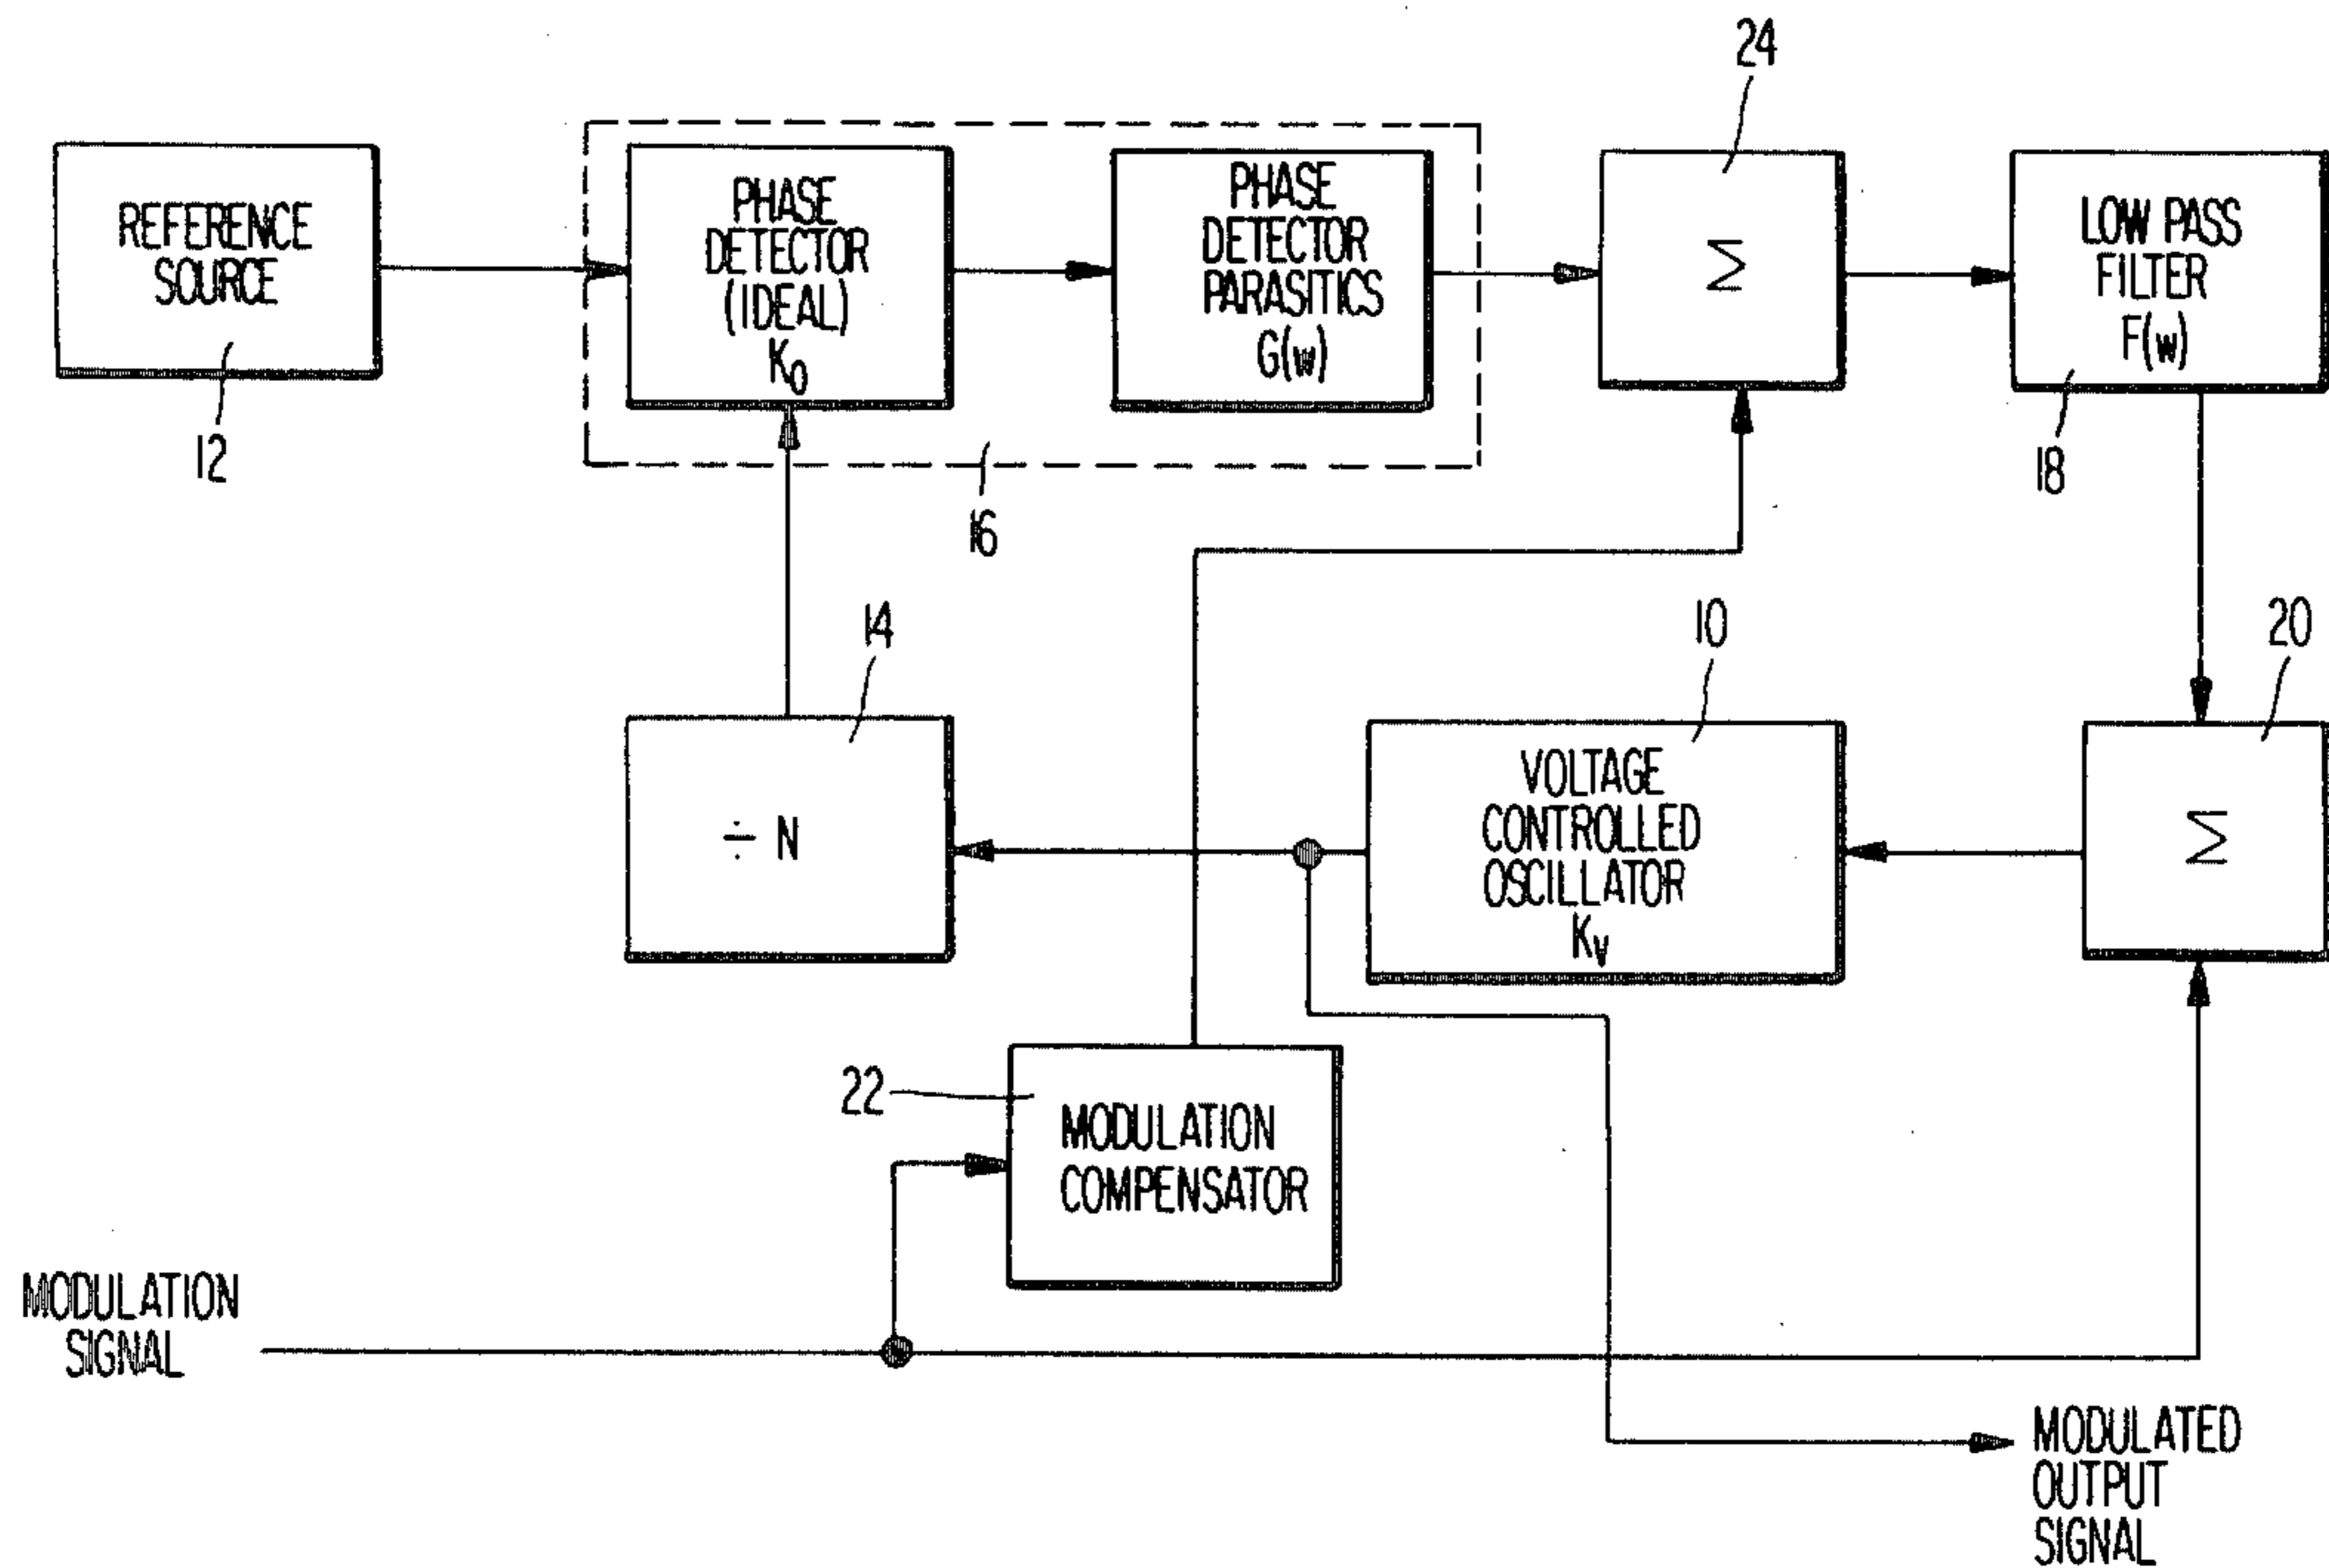 24
REFERENCE
SOURCE
12
PHASE
DETECTOR
(IDEAL)
K0
PHASE
DETECTOR
PARASITICS
G(w)
16
Σ
LOW PASS
FILTER
F(w)
18
14
÷ N
10
VOLTAGE
CONTROLLED
OSCILLATOR
Kv
20
Σ
22
MODULATION
COMPENSATOR
MODULATION
SIGNAL
MODULATED
OUTPUT
SIGNAL